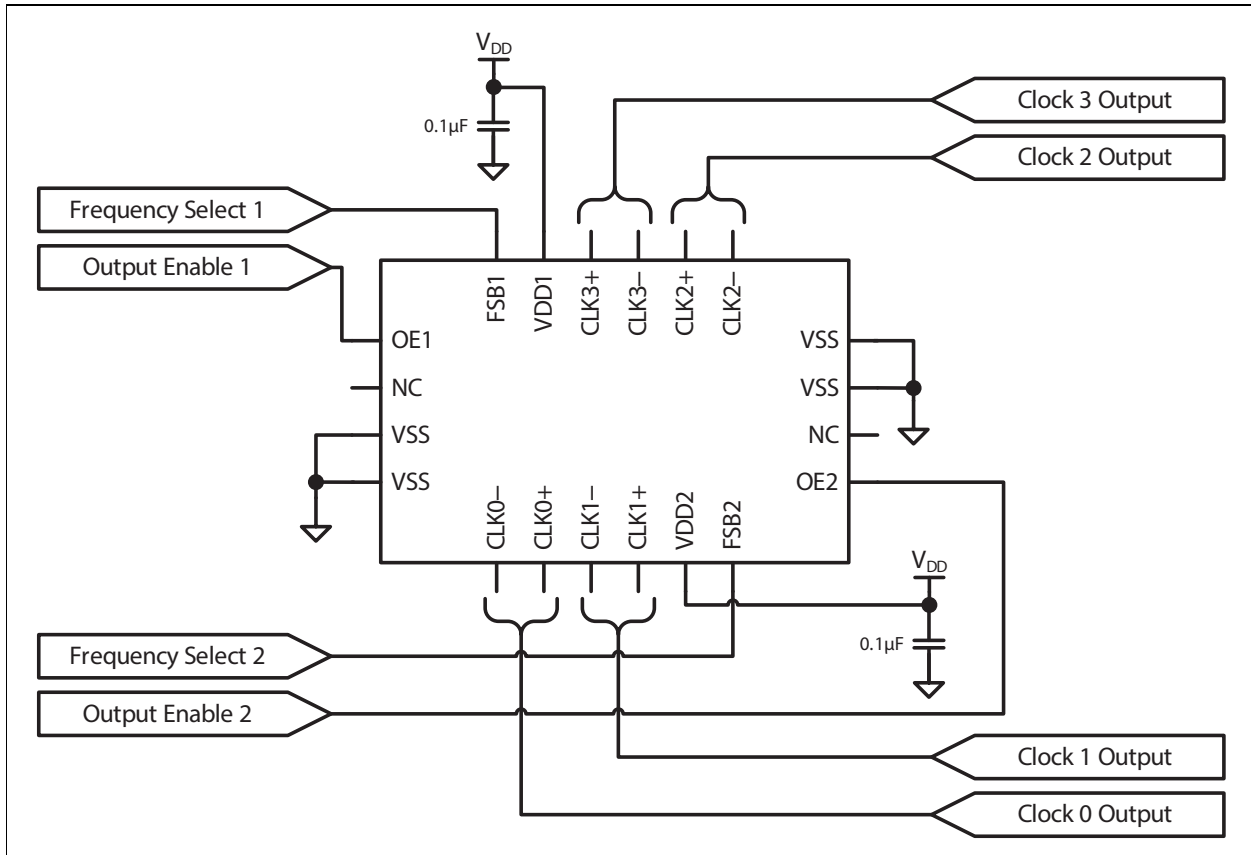 VDD
0.1µF
Clock 3 Output
Clock 2 Output
Frequency Select 1
Output Enable 1
FSB1
VDD1
CLK3+
CLK3–
CLK2+
CLK2–
OE1
NC
VSS
VSS
VSS
VSS
NC
OE2
CLK0–
CLK0+
CLK1–
CLK1+
VDD2
FSB2
VDD
0.1µF
Frequency Select 2
Output Enable 2
Clock 1 Output
Clock 0 Output